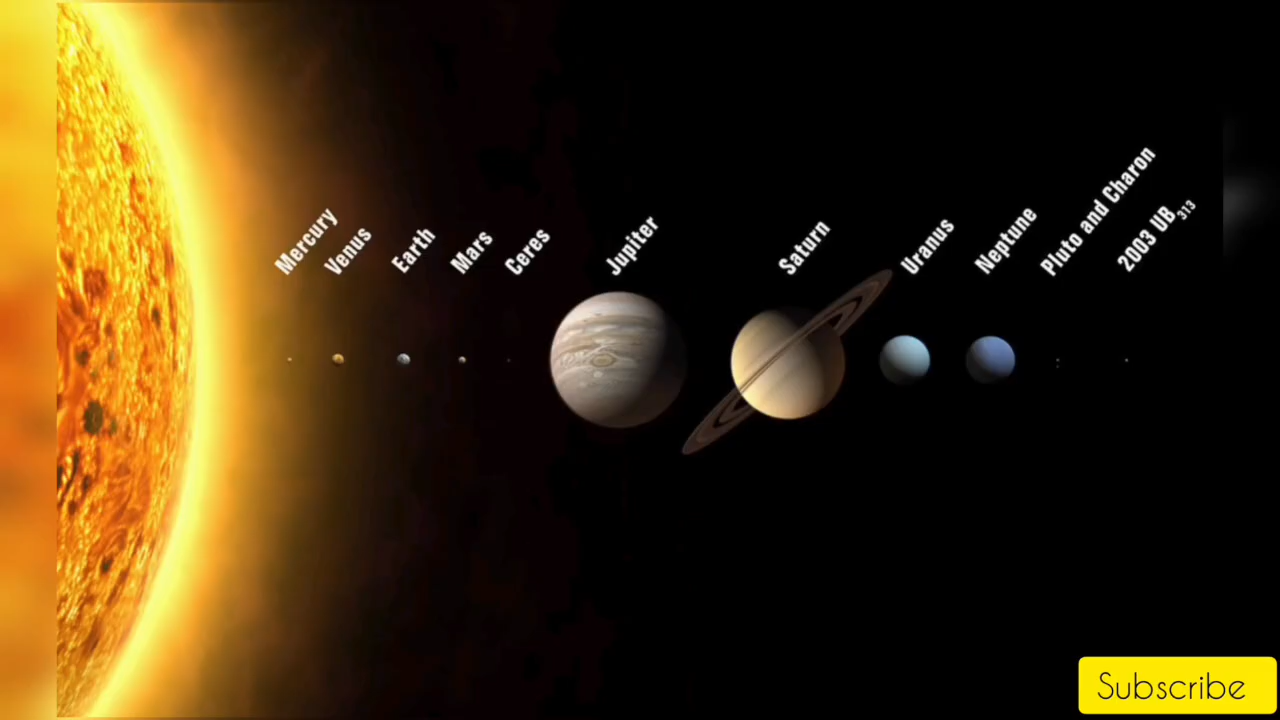 Mercury
Venus
Earth
Mars
Ceres
Jupiter
Saturn
Uranus
Neptune
Pluto and Charon
2003 UB₃₁₃
Subscribe